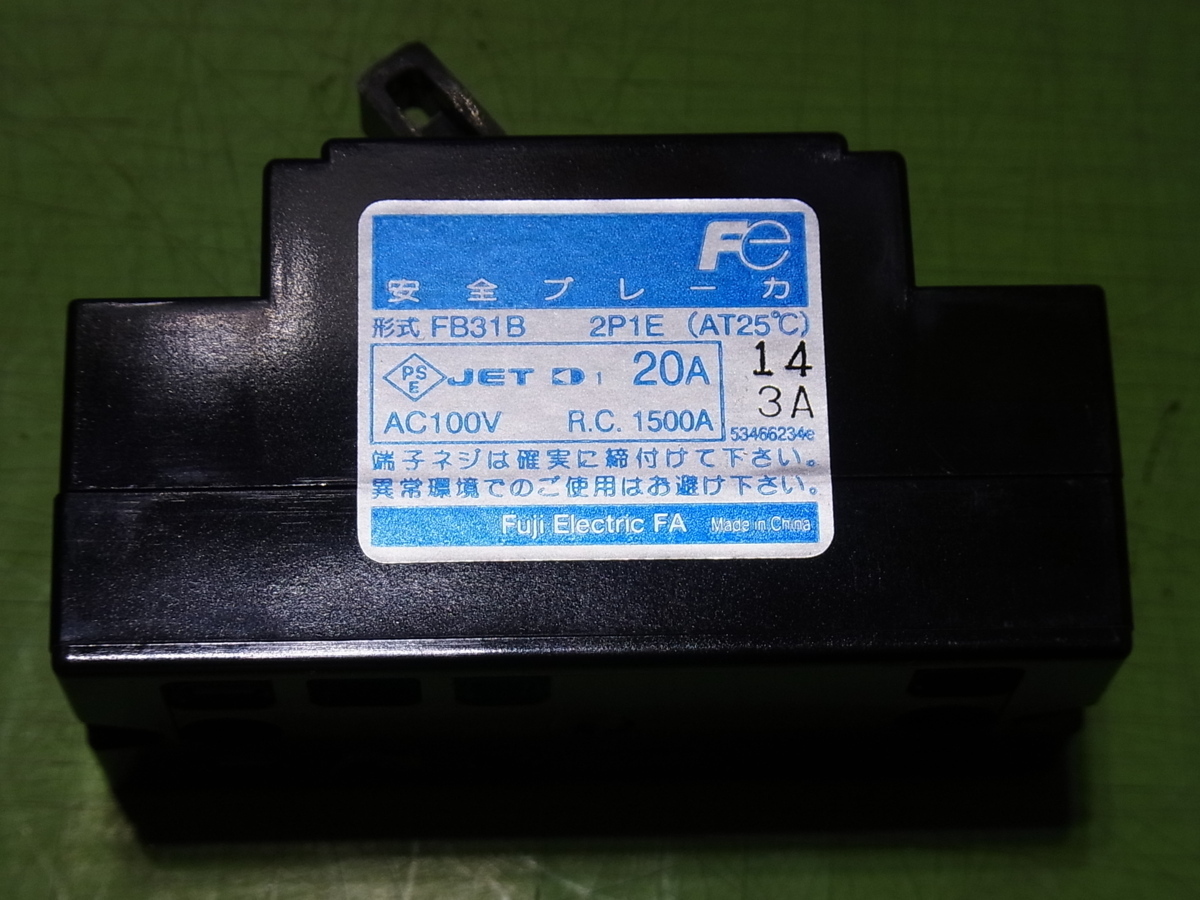 Fe
安全ブレーカ
形式 FB31B 2P1E (AT25℃)
PS E JET 1 20A
14
3A
AC100V R.C. 1500A
53466234e
端子ネジは確実に締付けて下さい。
異常環境でのご使用はお避け下さい。
Fuji Electric FA Made in China